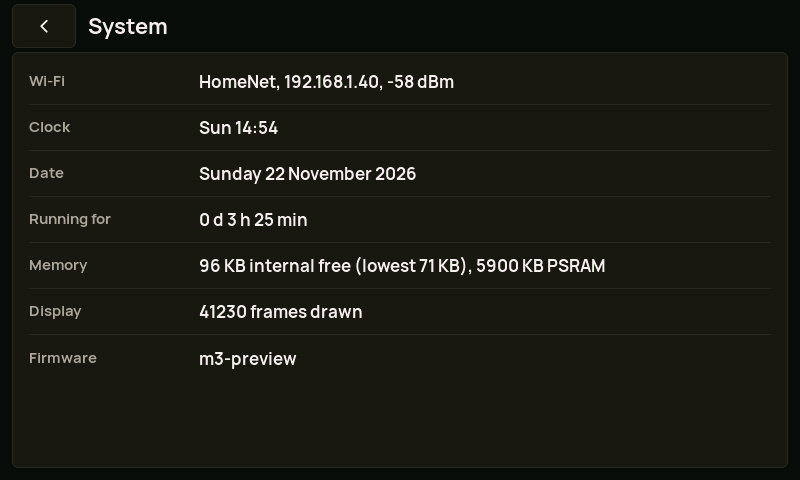 System
Wi-Fi HomeNet, 192.168.1.40, -58 dBm
Clock Sun 14:54
Date Sunday 22 November 2026
Running for 0 d 3 h 25 min
Memory 96 KB internal free (lowest 71 KB), 5900 KB PSRAM
Display 41230 frames drawn
Firmware m3-preview